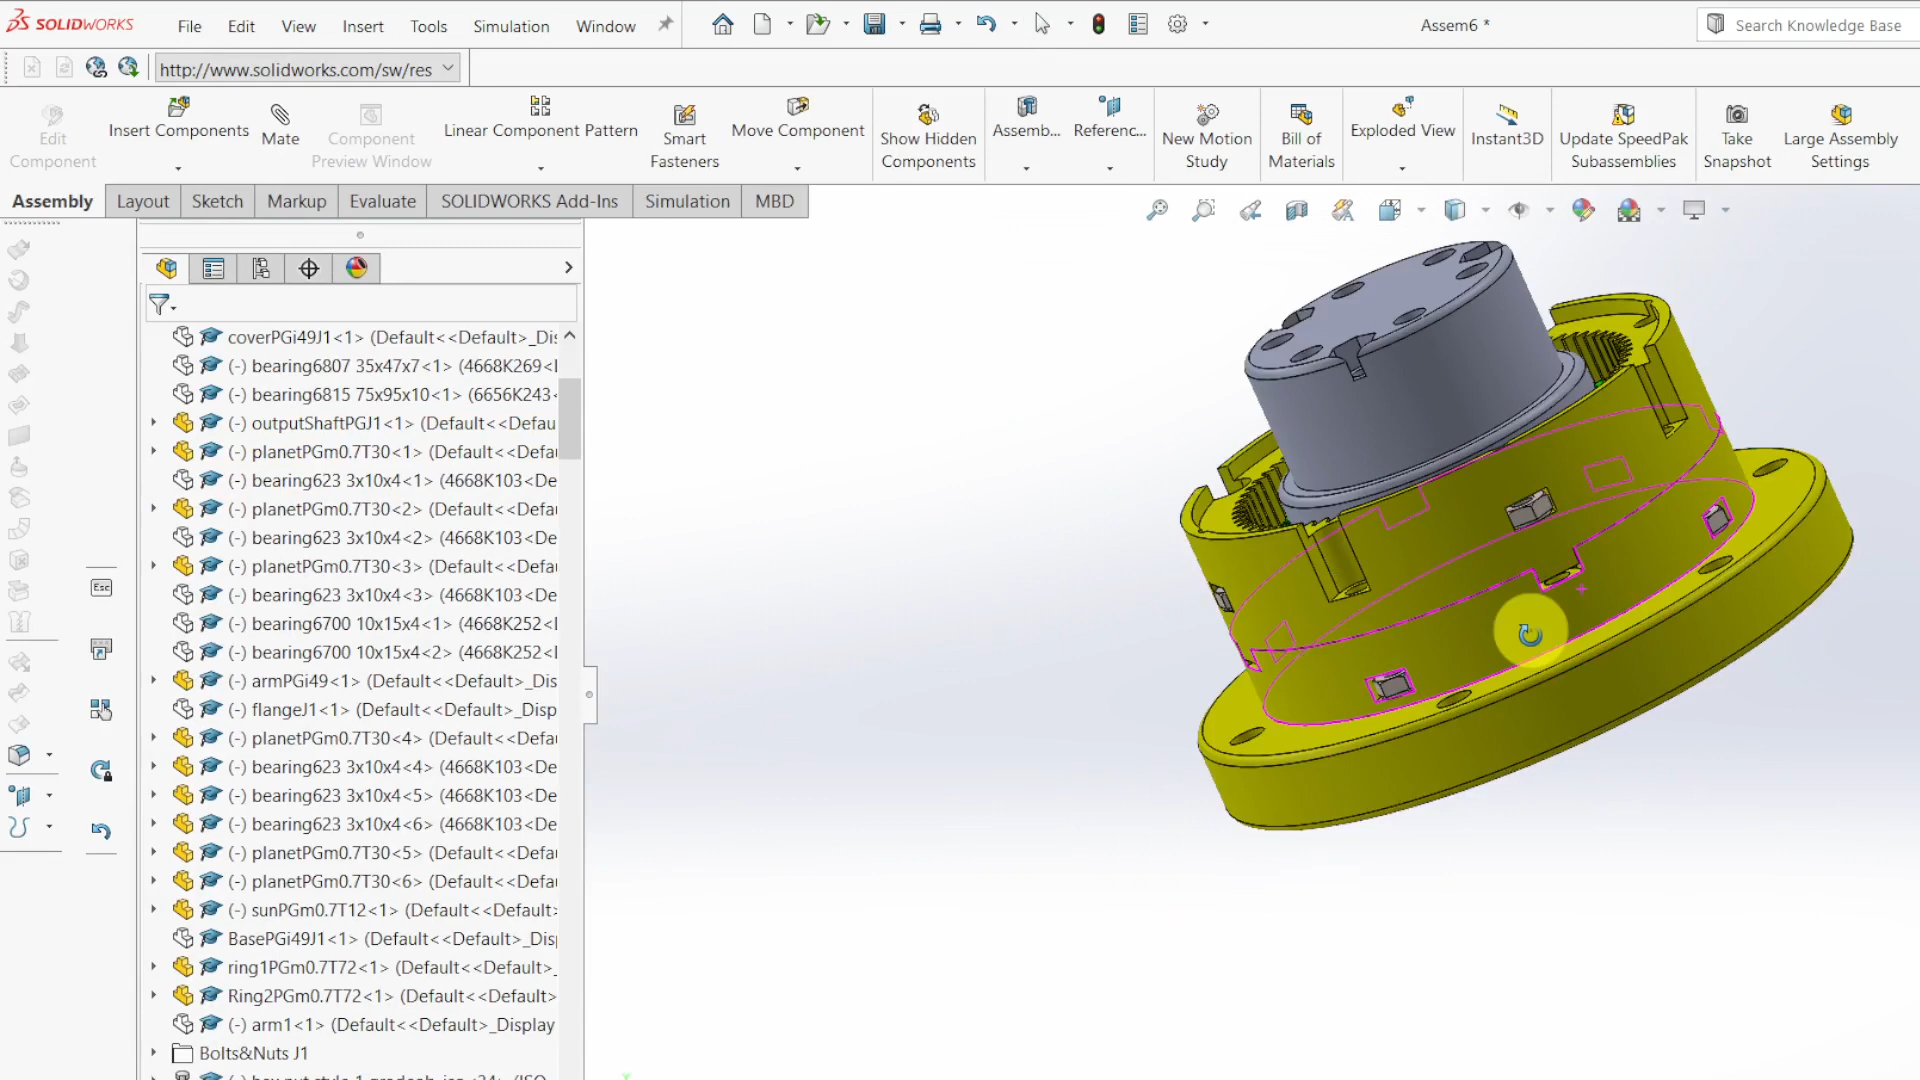 SOLIDWORKS
File
Edit
View
Insert
Tools
Simulation
Window
Assem6 *
Search Knowledge Base
http://www.solidworks.com/sw/res
Edit
Component
Insert Components
Mate
Component
Preview Window
Linear Component Pattern
Smart
Fasteners
Move Component
Show Hidden
Components
Assemb...
Referenc...
New Motion
Study
Bill of
Materials
Exploded View
Instant3D
Update SpeedPak
Subassemblies
Take
Snapshot
Large Assembly
Settings
Assembly
Layout
Sketch
Markup
Evaluate
SOLIDWORKS Add-Ins
Simulation
MBD
coverPGi49J1<1> (Default<<Default>_Dis
(-) bearing6807 35x47x7<1> (4668K269<
(-) bearing6815 75x95x10<1> (6656K243<
(-) outputShaftPGJ1<1> (Default<<Defau
(-) planetPGm0.7T30<1> (Default<<Defa
(-) bearing623 3x10x4<1> (4668K103<De
(-) planetPGm0.7T30<2> (Default<<Defa
(-) bearing623 3x10x4<2> (4668K103<De
(-) planetPGm0.7T30<3> (Default<<Defa
(-) bearing623 3x10x4<3> (4668K103<De
(-) bearing6700 10x15x4<1> (4668K252<
(-) bearing6700 10x15x4<2> (4668K252<
(-) armPGi49<1> (Default<<Default>_Dis
(-) flangeJ1<1> (Default<<Default>_Disp
(-) planetPGm0.7T30<4> (Default<<Defa
(-) bearing623 3x10x4<4> (4668K103<De
(-) bearing623 3x10x4<5> (4668K103<De
(-) bearing623 3x10x4<6> (4668K103<De
(-) planetPGm0.7T30<5> (Default<<Defa
(-) planetPGm0.7T30<6> (Default<<Defa
(-) sunPGm0.7T12<1> (Default<<Default>
BasePGi49J1<1> (Default<<Default>_Dis
ring1PGm0.7T72<1> (Default<<Default>_
Ring2PGm0.7T72<1> (Default<<Default>
(-) arm1<1> (Default<<Default>_Display
Bolts&Nuts J1
Esc